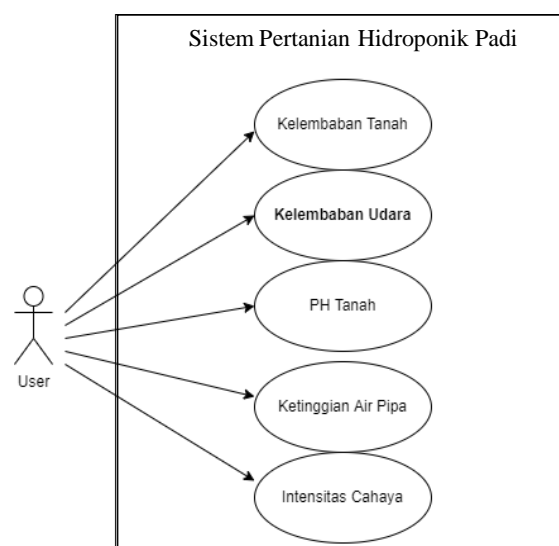 Sistem Pertanian Hidroponik Padi
Kelembaban Tanah
Kelembaban Udara
PH Tanah
User
Ketinggian Air Pipa
Intensitas Cahaya